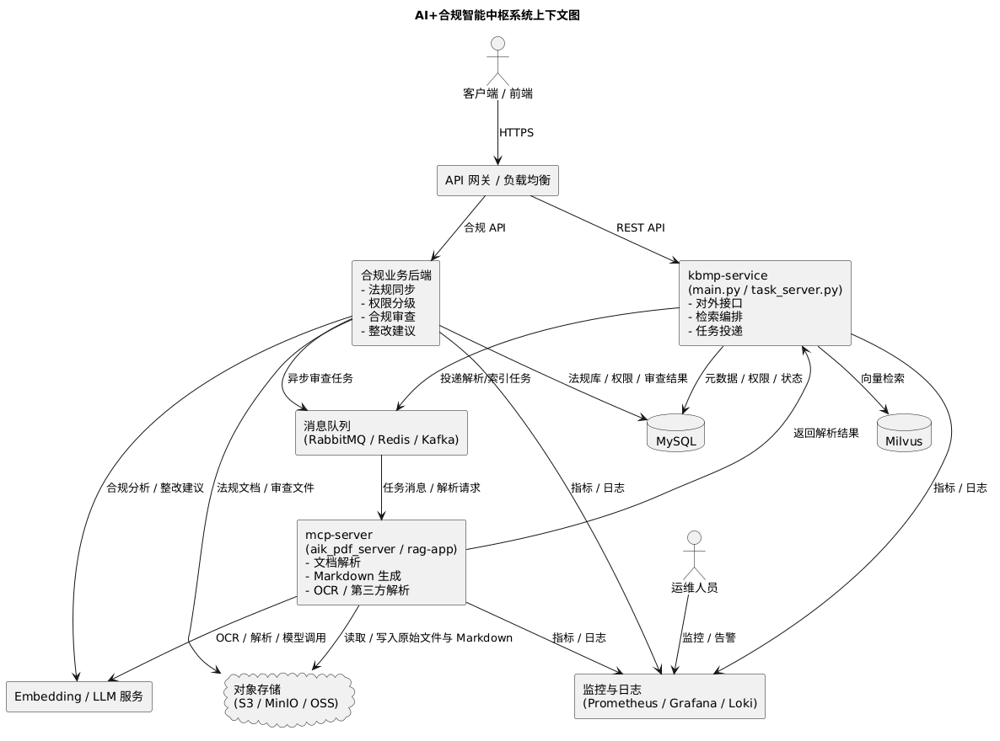 AI+合规智能中枢系统上下文图
客户端 / 前端
HTTPS
API 网关 / 负载均衡
合规 API
REST API
合规业务后端
- 法规同步
- 权限分级
- 合规审查
- 整改建议
kbmp-service
(main.py / task_server.py)
- 对外接口
- 检索编排
- 任务投递
异步审查任务
投递解析/索引任务
法规库 / 权限 / 审查结果
元数据 / 权限 / 状态
向量检索
消息队列
(RabbitMQ / Redis / Kafka)
MySQL
Milvus
返回解析结果
合规分析 / 整改建议
法规文档 / 审查文件
任务消息 / 解析请求
指标 / 日志
指标 / 日志
mcp-server
(aik_pdf_server / rag-app)
- 文档解析
- Markdown 生成
- OCR / 第三方解析
运维人员
OCR / 解析 / 模型调用
读取 / 写入原始文件与 Markdown
指标 / 日志
监控 / 告警
Embedding / LLM 服务
对象存储
(S3 / MinIO / OSS)
监控与日志
(Prometheus / Grafana / Loki)